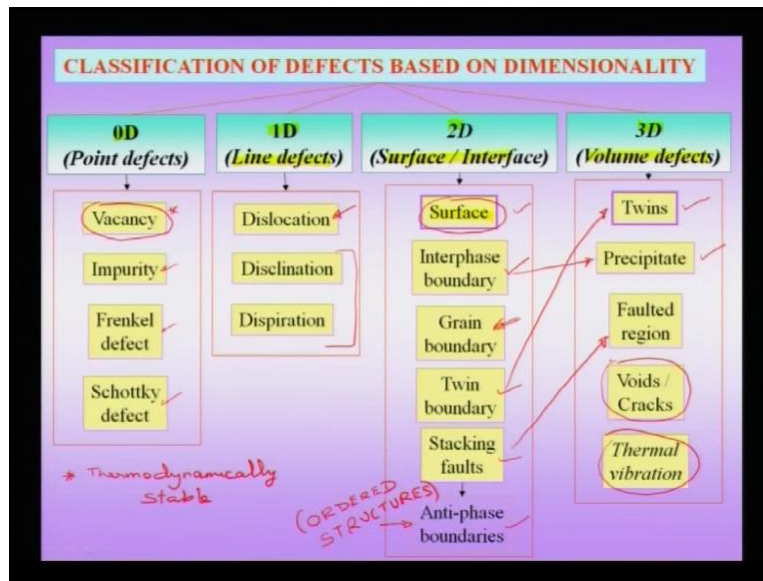 CLASSIFICATION OF DEFECTS BASED ON DIMENSIONALITY
0D
(Point defects)
Vacancy *
Impurity
Frenkel
defect
Schottky
defect
* Thermodynamically
stable
1D
(Line defects)
Dislocation
Disclination
Dispiration
2D
(Surface / Interface)
Surface
Interphase
boundary
Grain
boundary
Twin
boundary
Stacking
faults
(ORDERED
STRUCTURES)
Anti-phase
boundaries
3D
(Volume defects)
Twins
Precipitate
Faulted
region
Voids /
Cracks
Thermal
vibration